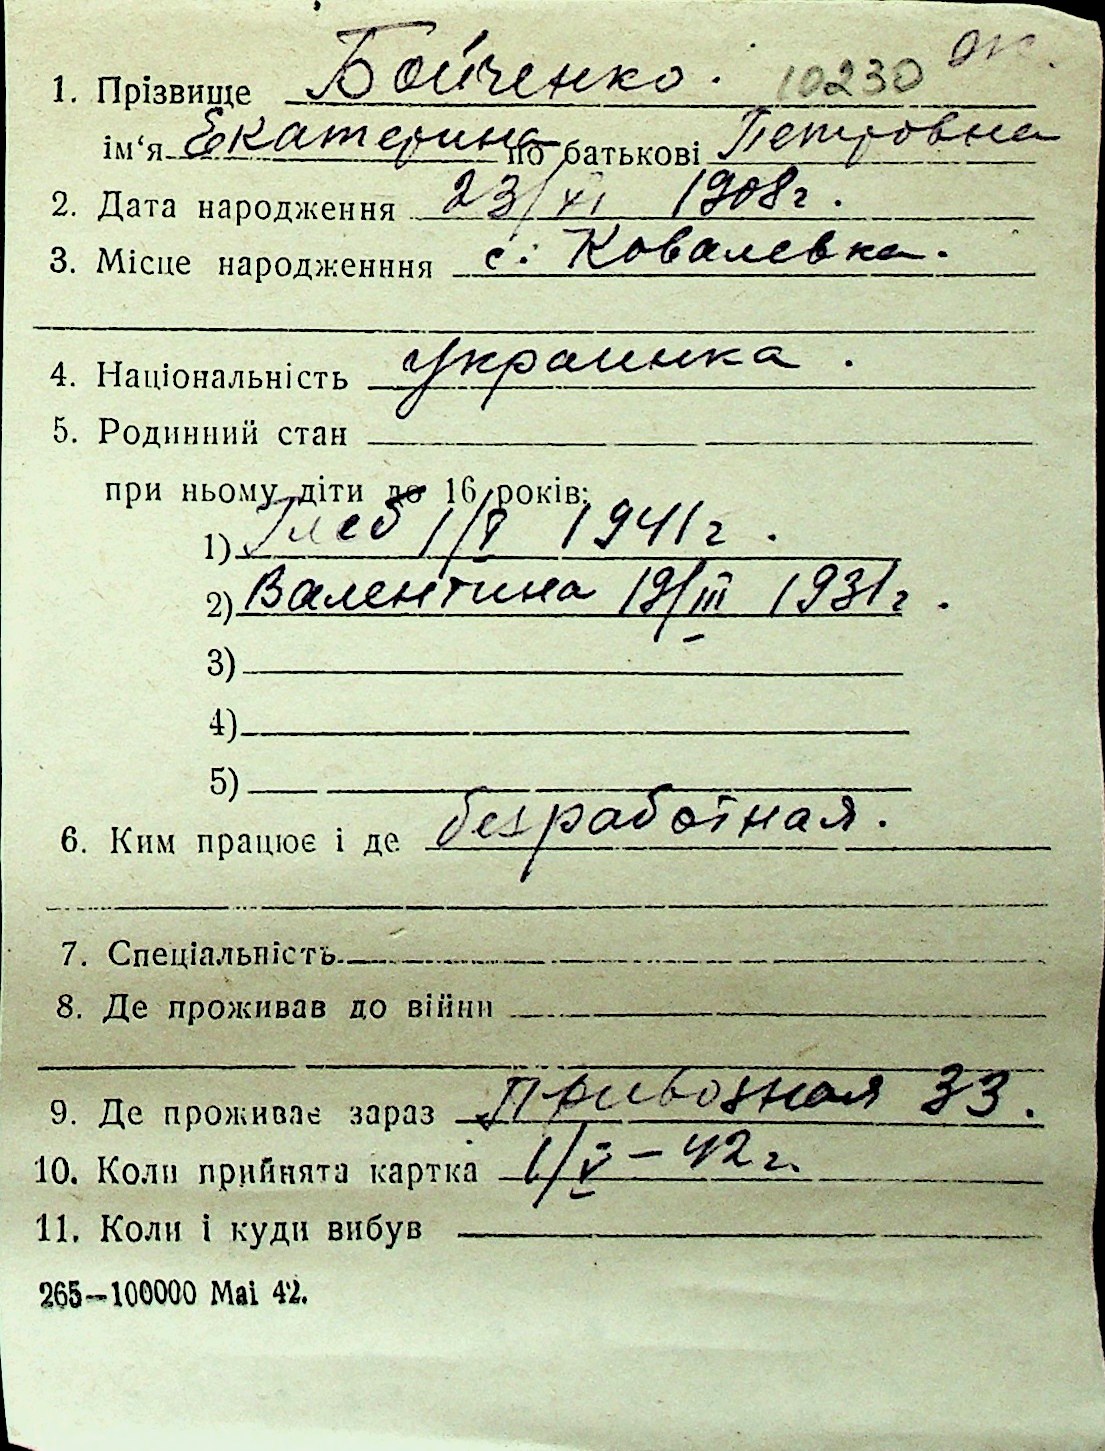 1. Прізвище Бойченко. 10230 Ж.
ім‘я Екатерина по батькові Петровна
2. Дата народження 23/XI 1908г.
3. Місце народженння с. Ковалевка.
4. Національність Украинка.
5. Родинний стан
при ньому діти до 16 років:
1) Глеб 1/V 1941г.
2) Валентина 19/III 1931г.
3)
4)
5)
6. Ким працює і де безработная.
7. Спеціальність
8. Де проживав до війни
9. Де проживає зараз Привозная 33.
10. Коли прийнята картка 1/V – 42г.
11. Коли і куди вибув
265—100000 Mai 42.